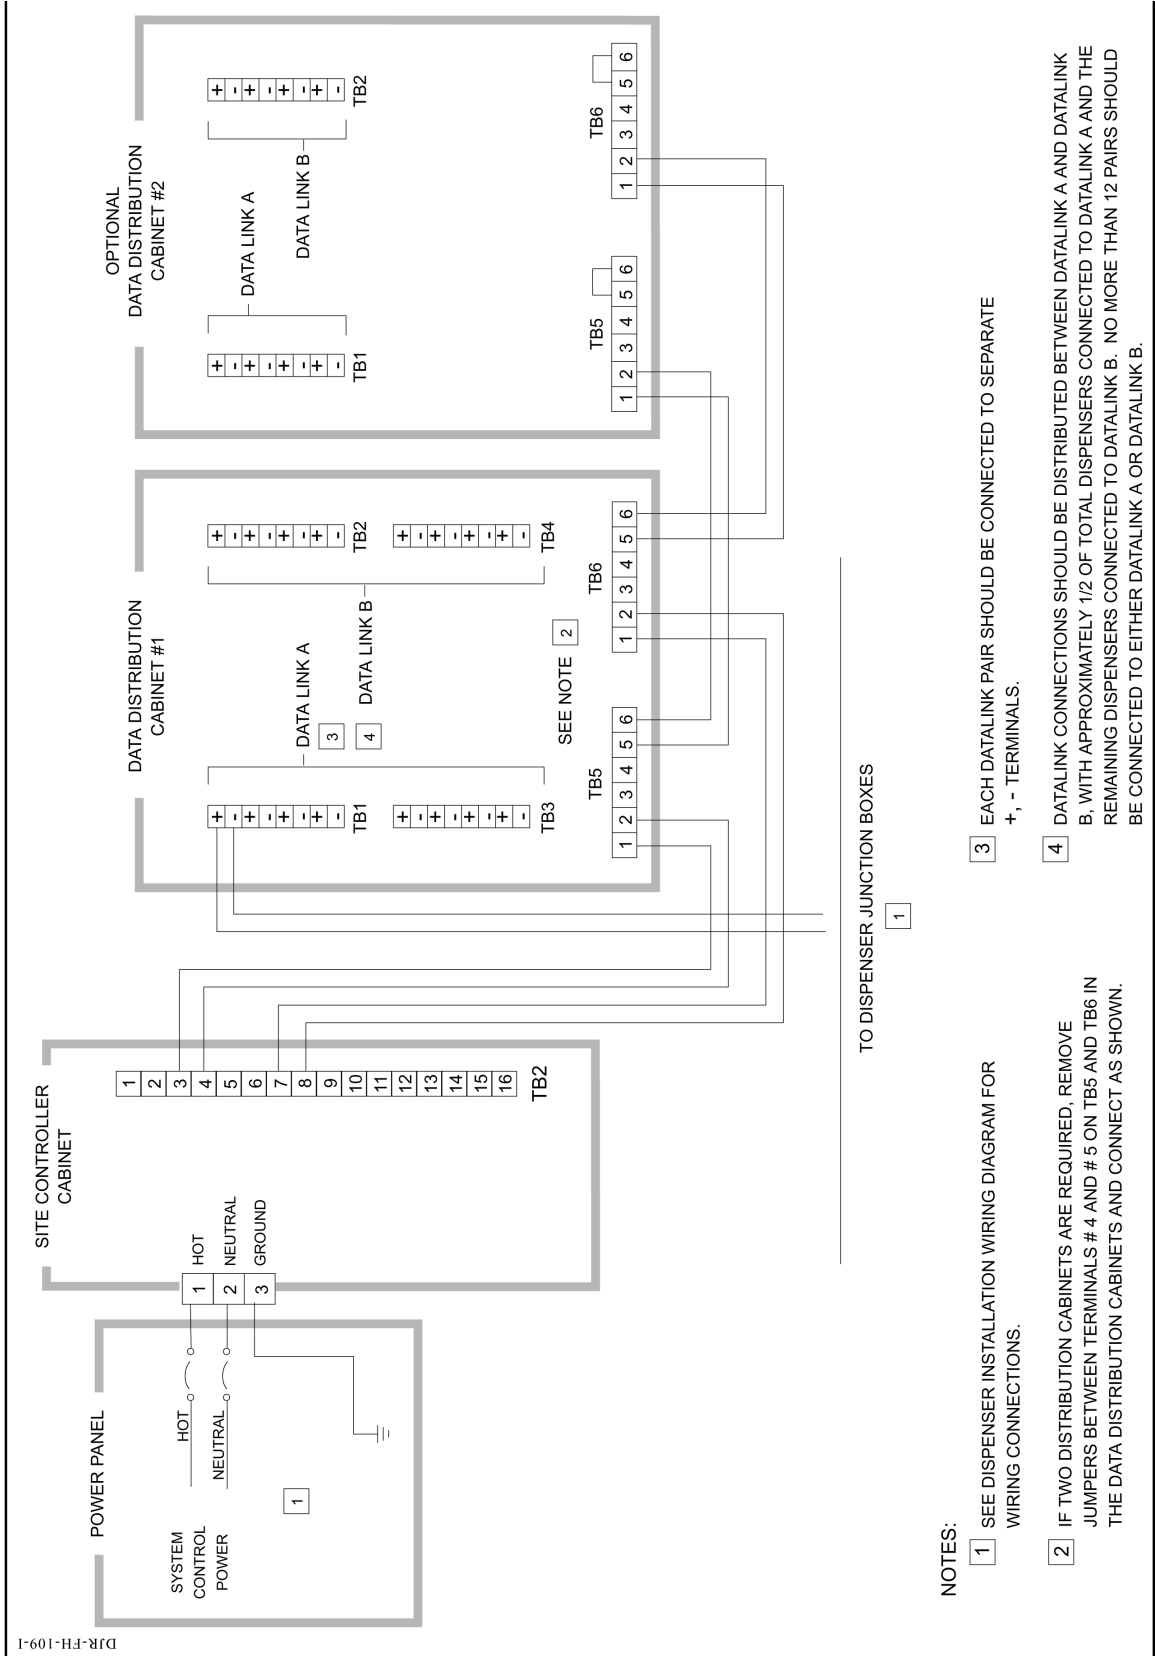 DJR-FH-109-I
POWER PANEL
SYSTEM
CONTROL
POWER
HOT
NEUTRAL
1
SITE CONTROLLER
CABINET
1
2
3
HOT
NEUTRAL
GROUND
1
2
3
4
5
6
7
8
9
10
11
12
13
14
15
16
TB2
DATA DISTRIBUTION
CABINET #1
+
-
+
-
+
-
+
-
TB1
+
-
+
-
+
-
+
-
TB3
DATA LINK A
3
DATA LINK B
4
+
-
+
-
+
-
+
-
TB2
+
-
+
-
+
-
+
-
TB4
SEE NOTE 2
TB5
1 2 3 4 5 6
TB6
1 2 3 4 5 6
OPTIONAL
DATA DISTRIBUTION
CABINET #2
+
-
+
-
+
-
+
-
TB1
DATA LINK A
DATA LINK B
+
-
+
-
+
-
+
-
TB2
TB5
1 2 3 4 5 6
TB6
1 2 3 4 5 6
TO DISPENSER JUNCTION BOXES
1
NOTES:
1 SEE DISPENSER INSTALLATION WIRING DIAGRAM FOR
WIRING CONNECTIONS.
2 IF TWO DISTRIBUTION CABINETS ARE REQUIRED, REMOVE
JUMPERS BETWEEN TERMINALS # 4 AND # 5 ON TB5 AND TB6 IN
THE DATA DISTRIBUTION CABINETS AND CONNECT AS SHOWN.
3 EACH DATALINK PAIR SHOULD BE CONNECTED TO SEPARATE
+, - TERMINALS.
4 DATALINK CONNECTIONS SHOULD BE DISTRIBUTED BETWEEN DATALINK A AND DATALINK
B, WITH APPROXIMATELY 1/2 OF TOTAL DISPENSERS CONNECTED TO DATALINK A AND THE
REMAINING DISPENSERS CONNECTED TO DATALINK B. NO MORE THAN 12 PAIRS SHOULD
BE CONNECTED TO EITHER DATALINK A OR DATALINK B.